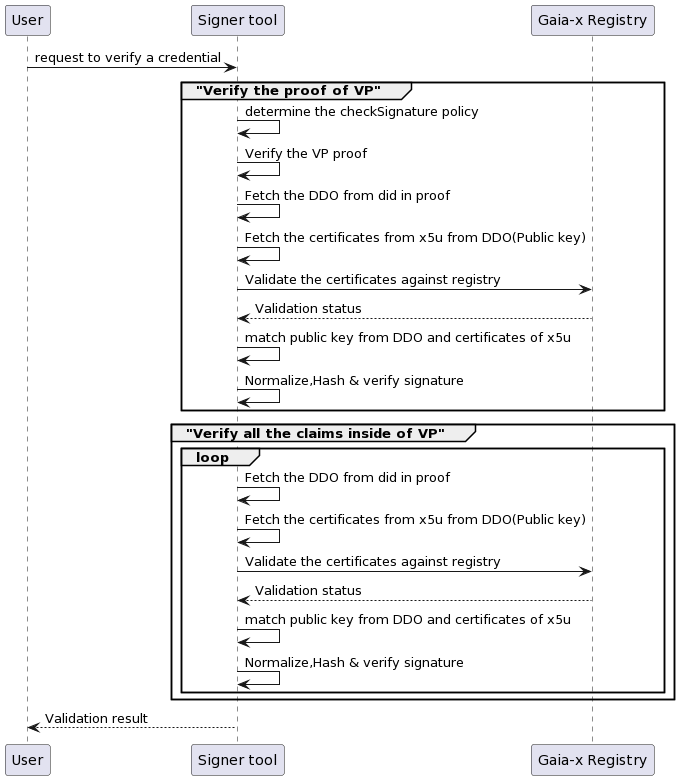 User
Signer tool
Gaia-x Registry
request to verify a credential
"Verify the proof of VP"
determine the checkSignature policy
Verify the VP proof
Fetch the DDO from did in proof
Fetch the certificates from x5u from DDO(Public key)
Validate the certificates against registry
Validation status
match public key from DDO and certificates of x5u
Normalize,Hash & verify signature
"Verify all the claims inside of VP"
loop
Fetch the DDO from did in proof
Fetch the certificates from x5u from DDO(Public key)
Validate the certificates against registry
Validation status
match public key from DDO and certificates of x5u
Normalize,Hash & verify signature
Validation result
User
Signer tool
Gaia-x Registry